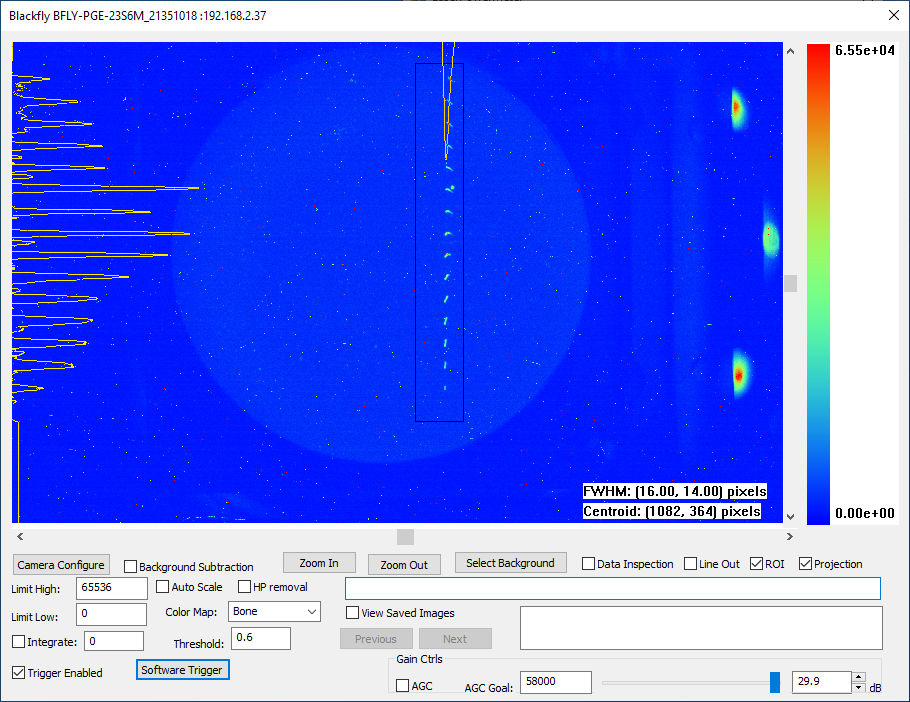 Blackfly BFLY-PGE-23S6M_21351018 :192.168.2.37
6.55e+04
FWHM: (16.00, 14.00) pixels
Centroid: (1082, 364) pixels
0.00e+00
Camera Configure
Background Subtraction
Zoom In
Zoom Out
Select Background
Data Inspection
Line Out
ROI
Projection
Limit High:
65536
Auto Scale
HP removal
Limit Low:
0
Color Map:
Bone
View Saved Images
Integrate:
0
Threshold:
0.6
Previous
Next
Trigger Enabled
Software Trigger
Gain Ctrls
AGC
AGC Goal:
58000
29.9
dB